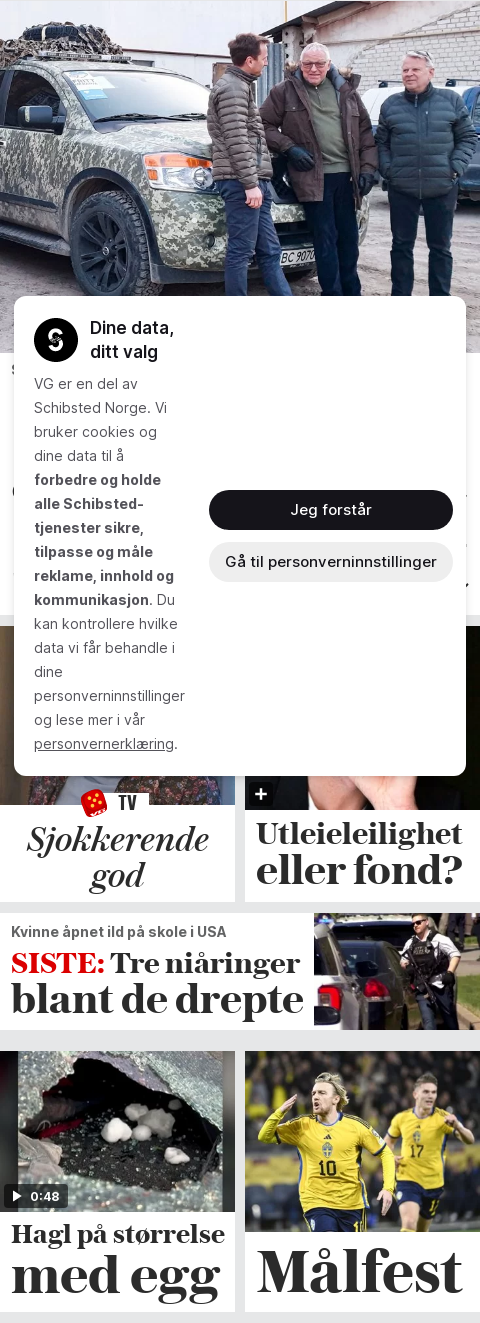 BC 9070
Dine data,
ditt valg
VG er en del av
Schibsted Norge. Vi
bruker cookies og
dine data til å
forbedre og holde
alle Schibsted-
tjenester sikre,
tilpasse og måle
reklame, innhold og
kommunikasjon. Du
kan kontrollere hvilke
data vi får behandle i
dine
personverninnstillinger
og lese mer i vår
personvernerklæring.
Jeg forstår
Gå til personverninnstillinger
TV
Sjokkerende
god
Utleieleilighet
eller fond?
Kvinne åpnet ild på skole i USA
SISTE: Tre niåringer
blant de drepte
0:48
Hagl på størrelse
med egg
10
17
Målfest